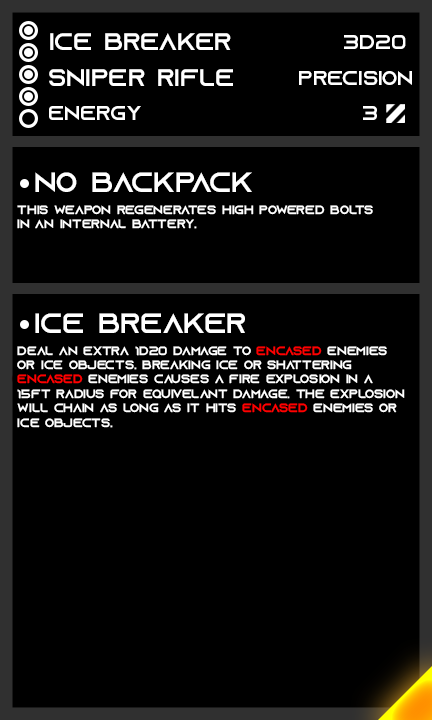 ICE BREAKER 3D20
SNIPER RIFLE PRECISION
ENERGY 3
•NO BACKPACK
THIS WEAPON REGENERATES HIGH POWERED BOLTS
IN AN INTERNAL BATTERY.
•ICE BREAKER
DEAL AN EXTRA 1D20 DAMAGE TO ENCASED ENEMIES
OR ICE OBJECTS. BREAKING ICE OR SHATTERING
ENCASED ENEMIES CAUSES A FIRE EXPLOSION IN A
15FT RADIUS FOR EQUIVELANT DAMAGE. THE EXPLOSION
WILL CHAIN AS LONG AS IT HITS ENCASED ENEMIES OR
ICE OBJECTS.